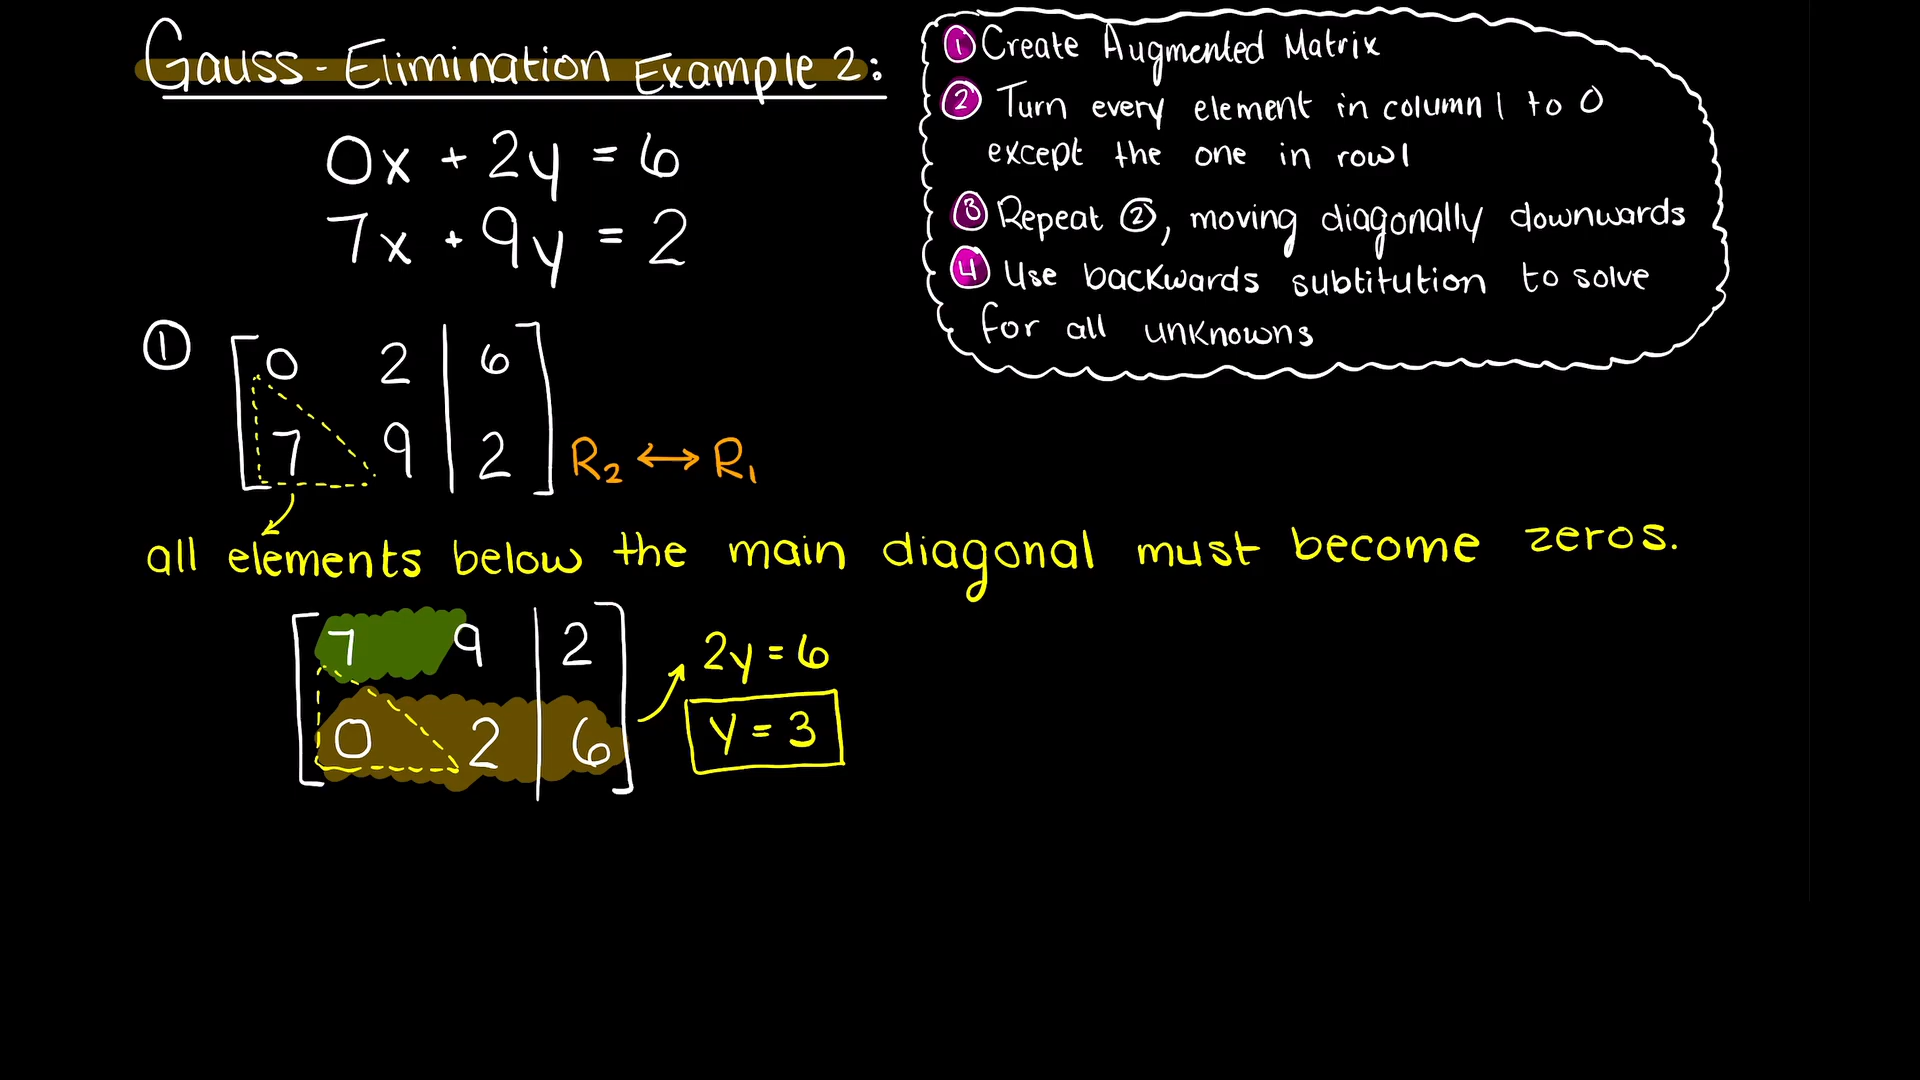 Gauss-Elimination Example 2:
0x + 2y = 6
7x + 9y = 2
① Create Augmented Matrix
② Turn every element in column 1 to 0
except the one in row 1
③ Repeat ②, moving diagonally downwards
④ Use backwards subtitution to solve
for all unknowns
①
0 2 | 6
7 9 | 2
R₂ ↔ R₁
all elements below the main diagonal must become zeros.
7 9 | 2
0 2 | 6
2y = 6
y = 3